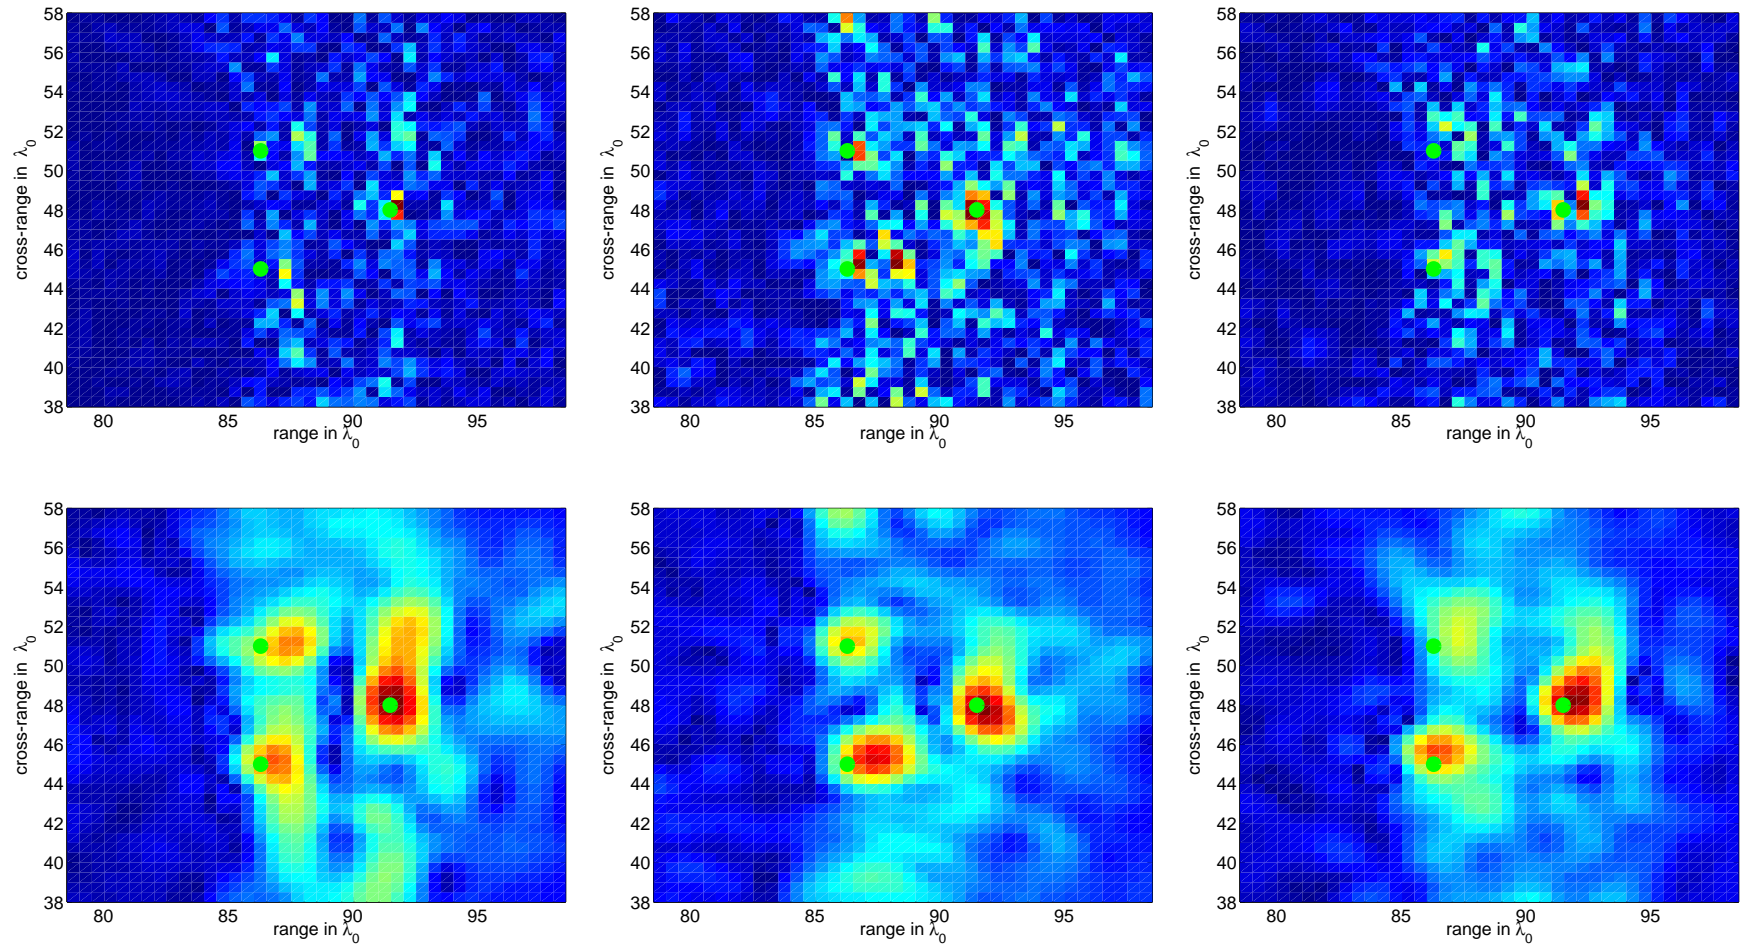 58 58 58
56 56 56
54 54 54
52 52 52
50 50 50
48 48 48
46 46 46
44 44 44
42 42 42
40 40 40
38 38 38
cross-range in λ0 cross-range in λ0 cross-range in λ0
80 85 90 95 80 85 90 95 80 85 90 95
range in λ0 range in λ0 range in λ0
58 58 58
56 56 56
54 54 54
52 52 52
50 50 50
48 48 48
46 46 46
44 44 44
42 42 42
40 40 40
38 38 38
cross-range in λ0 cross-range in λ0 cross-range in λ0
80 85 90 95 80 85 90 95 80 85 90 95
range in λ0 range in λ0 range in λ0